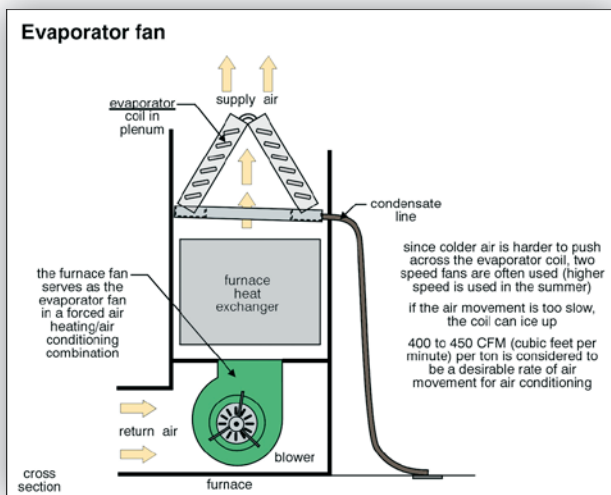 Evaporator fan
supply air
evaporator
coil in
plenum
condensate
line
since colder air is harder to push
across the evaporator coil, two
speed fans are often used (higher
speed is used in the summer)
if the air movement is too slow,
the coil can ice up
400 to 450 CFM (cubic feet per
minute) per ton is considered to
be a desirable rate of air
movement for air conditioning
the furnace fan
serves as the
evaporator fan
in a forced air
heating/air
conditioning
combination
furnace
heat
exchanger
return air
blower
cross
section
furnace